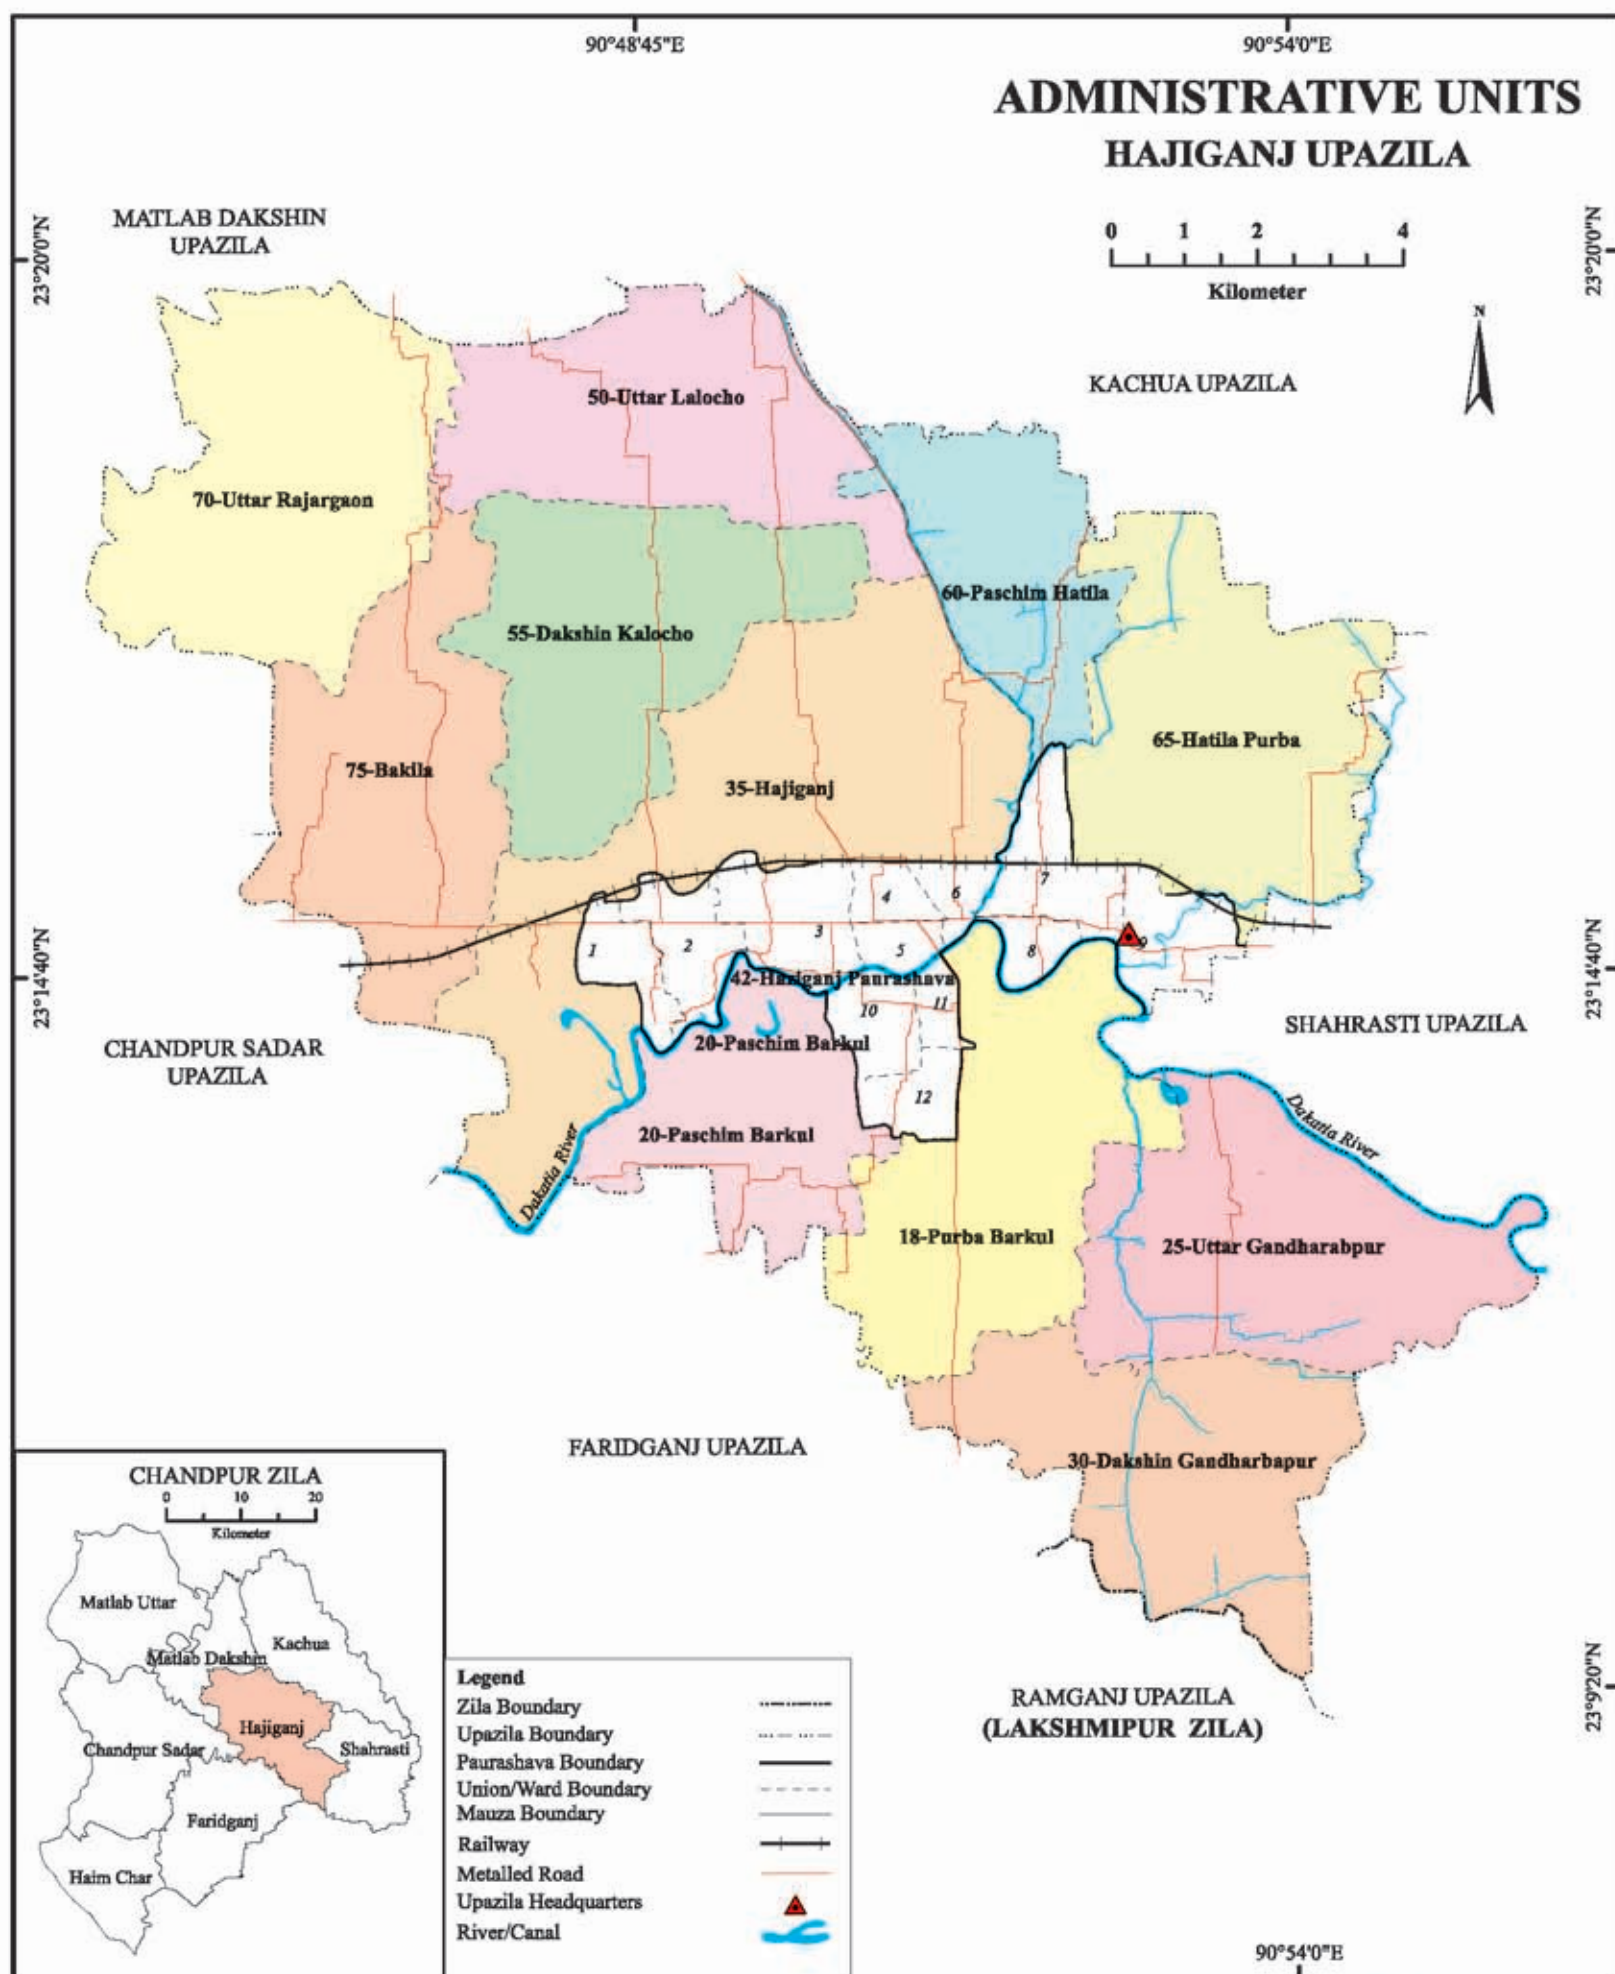 90°48'45"E
90°54'0"E
ADMINISTRATIVE UNITS
HAJIGANJ UPAZILA
MATLAB DAKSHIN
UPAZILA
23°20'0"N
23°20'0"N
0 1 2 4
Kilometer
N
KACHUA UPAZILA
50-Uttar Lalocho
70-Uttar Rajargaon
60-Paschim Hatila
55-Dakshin Kalocho
65-Hatila Purba
75-Bakila
35-Hajiganj
7
4
6
3
2
1
5
8
9
42-Haziganj Paurashava
23°14'40"N
23°14'40"N
10
11
SHAHRASTI UPAZILA
CHANDPUR SADAR
UPAZILA
20-Paschim Barkul
12
20-Paschim Barkul
Dakatia River
Dakatia River
18-Purba Barkul
25-Uttar Gandharabpur
FARIDGANJ UPAZILA
30-Dakshin Gandharbapur
RAMGANJ UPAZILA
(LAKSHMIPUR ZILA)
23°9'20"N
CHANDPUR ZILA
0 10 20
Kilometer
Matlab Uttar
Kachua
Matlab Dakshin
Hajiganj
Chandpur Sadar
Shahrasti
Faridganj
Haim Char
Legend
Zila Boundary
Upazila Boundary
Paurashava Boundary
Union/Ward Boundary
Mauza Boundary
Railway
Metalled Road
Upazila Headquarters
River/Canal
90°54'0"E